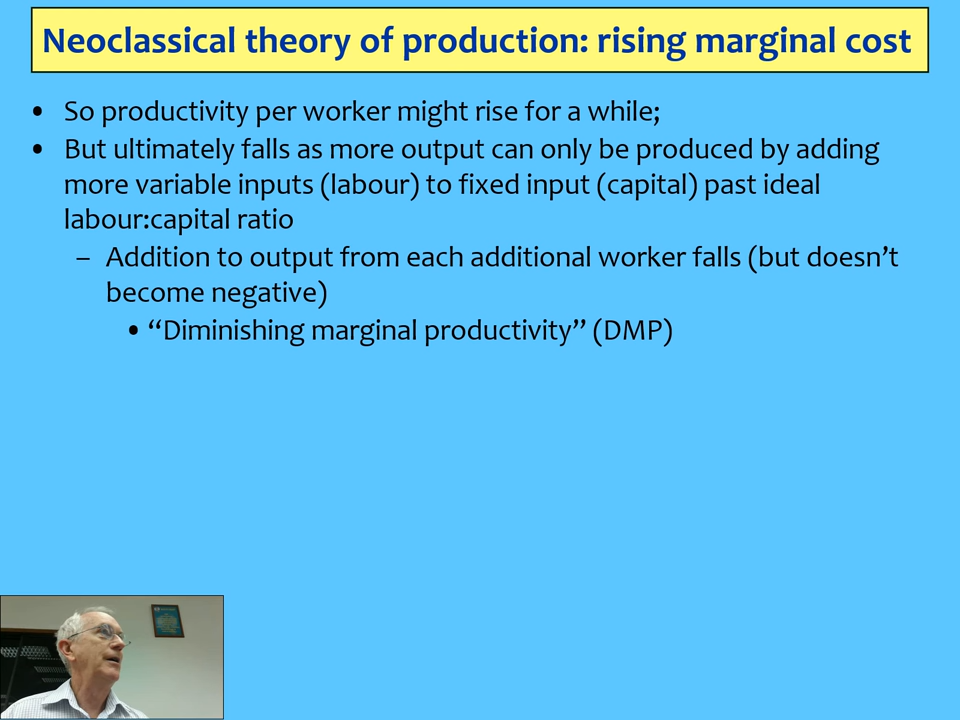 Neoclassical theory of production: rising marginal cost
• So productivity per worker might rise for a while;
• But ultimately falls as more output can only be produced by adding
more variable inputs (labour) to fixed input (capital) past ideal
labour:capital ratio
– Addition to output from each additional worker falls (but doesn’t
become negative)
• “Diminishing marginal productivity” (DMP)